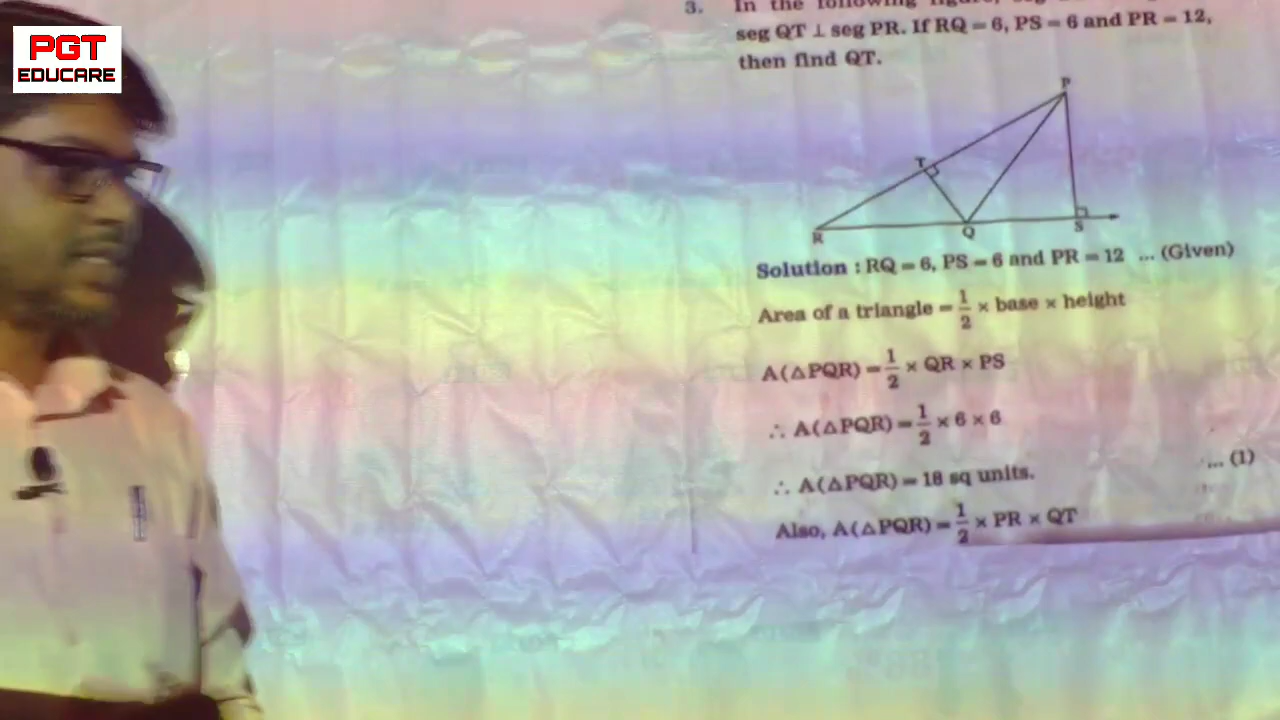 PGT
EDUCARE
3. In the following figure, seg
seg QT ⊥ seg PR. If RQ = 6, PS = 6 and PR = 12,
then find QT.
P
T
R
Q
S
Solution : RQ = 6, PS = 6 and PR = 12 ... (Given)
Area of a triangle = 1/2 × base × height
A(△PQR) = 1/2 × QR × PS
∴ A(△PQR) = 1/2 × 6 × 6
∴ A(△PQR) = 18 sq units. ... (1)
Also, A(△PQR) = 1/2 × PR × QT